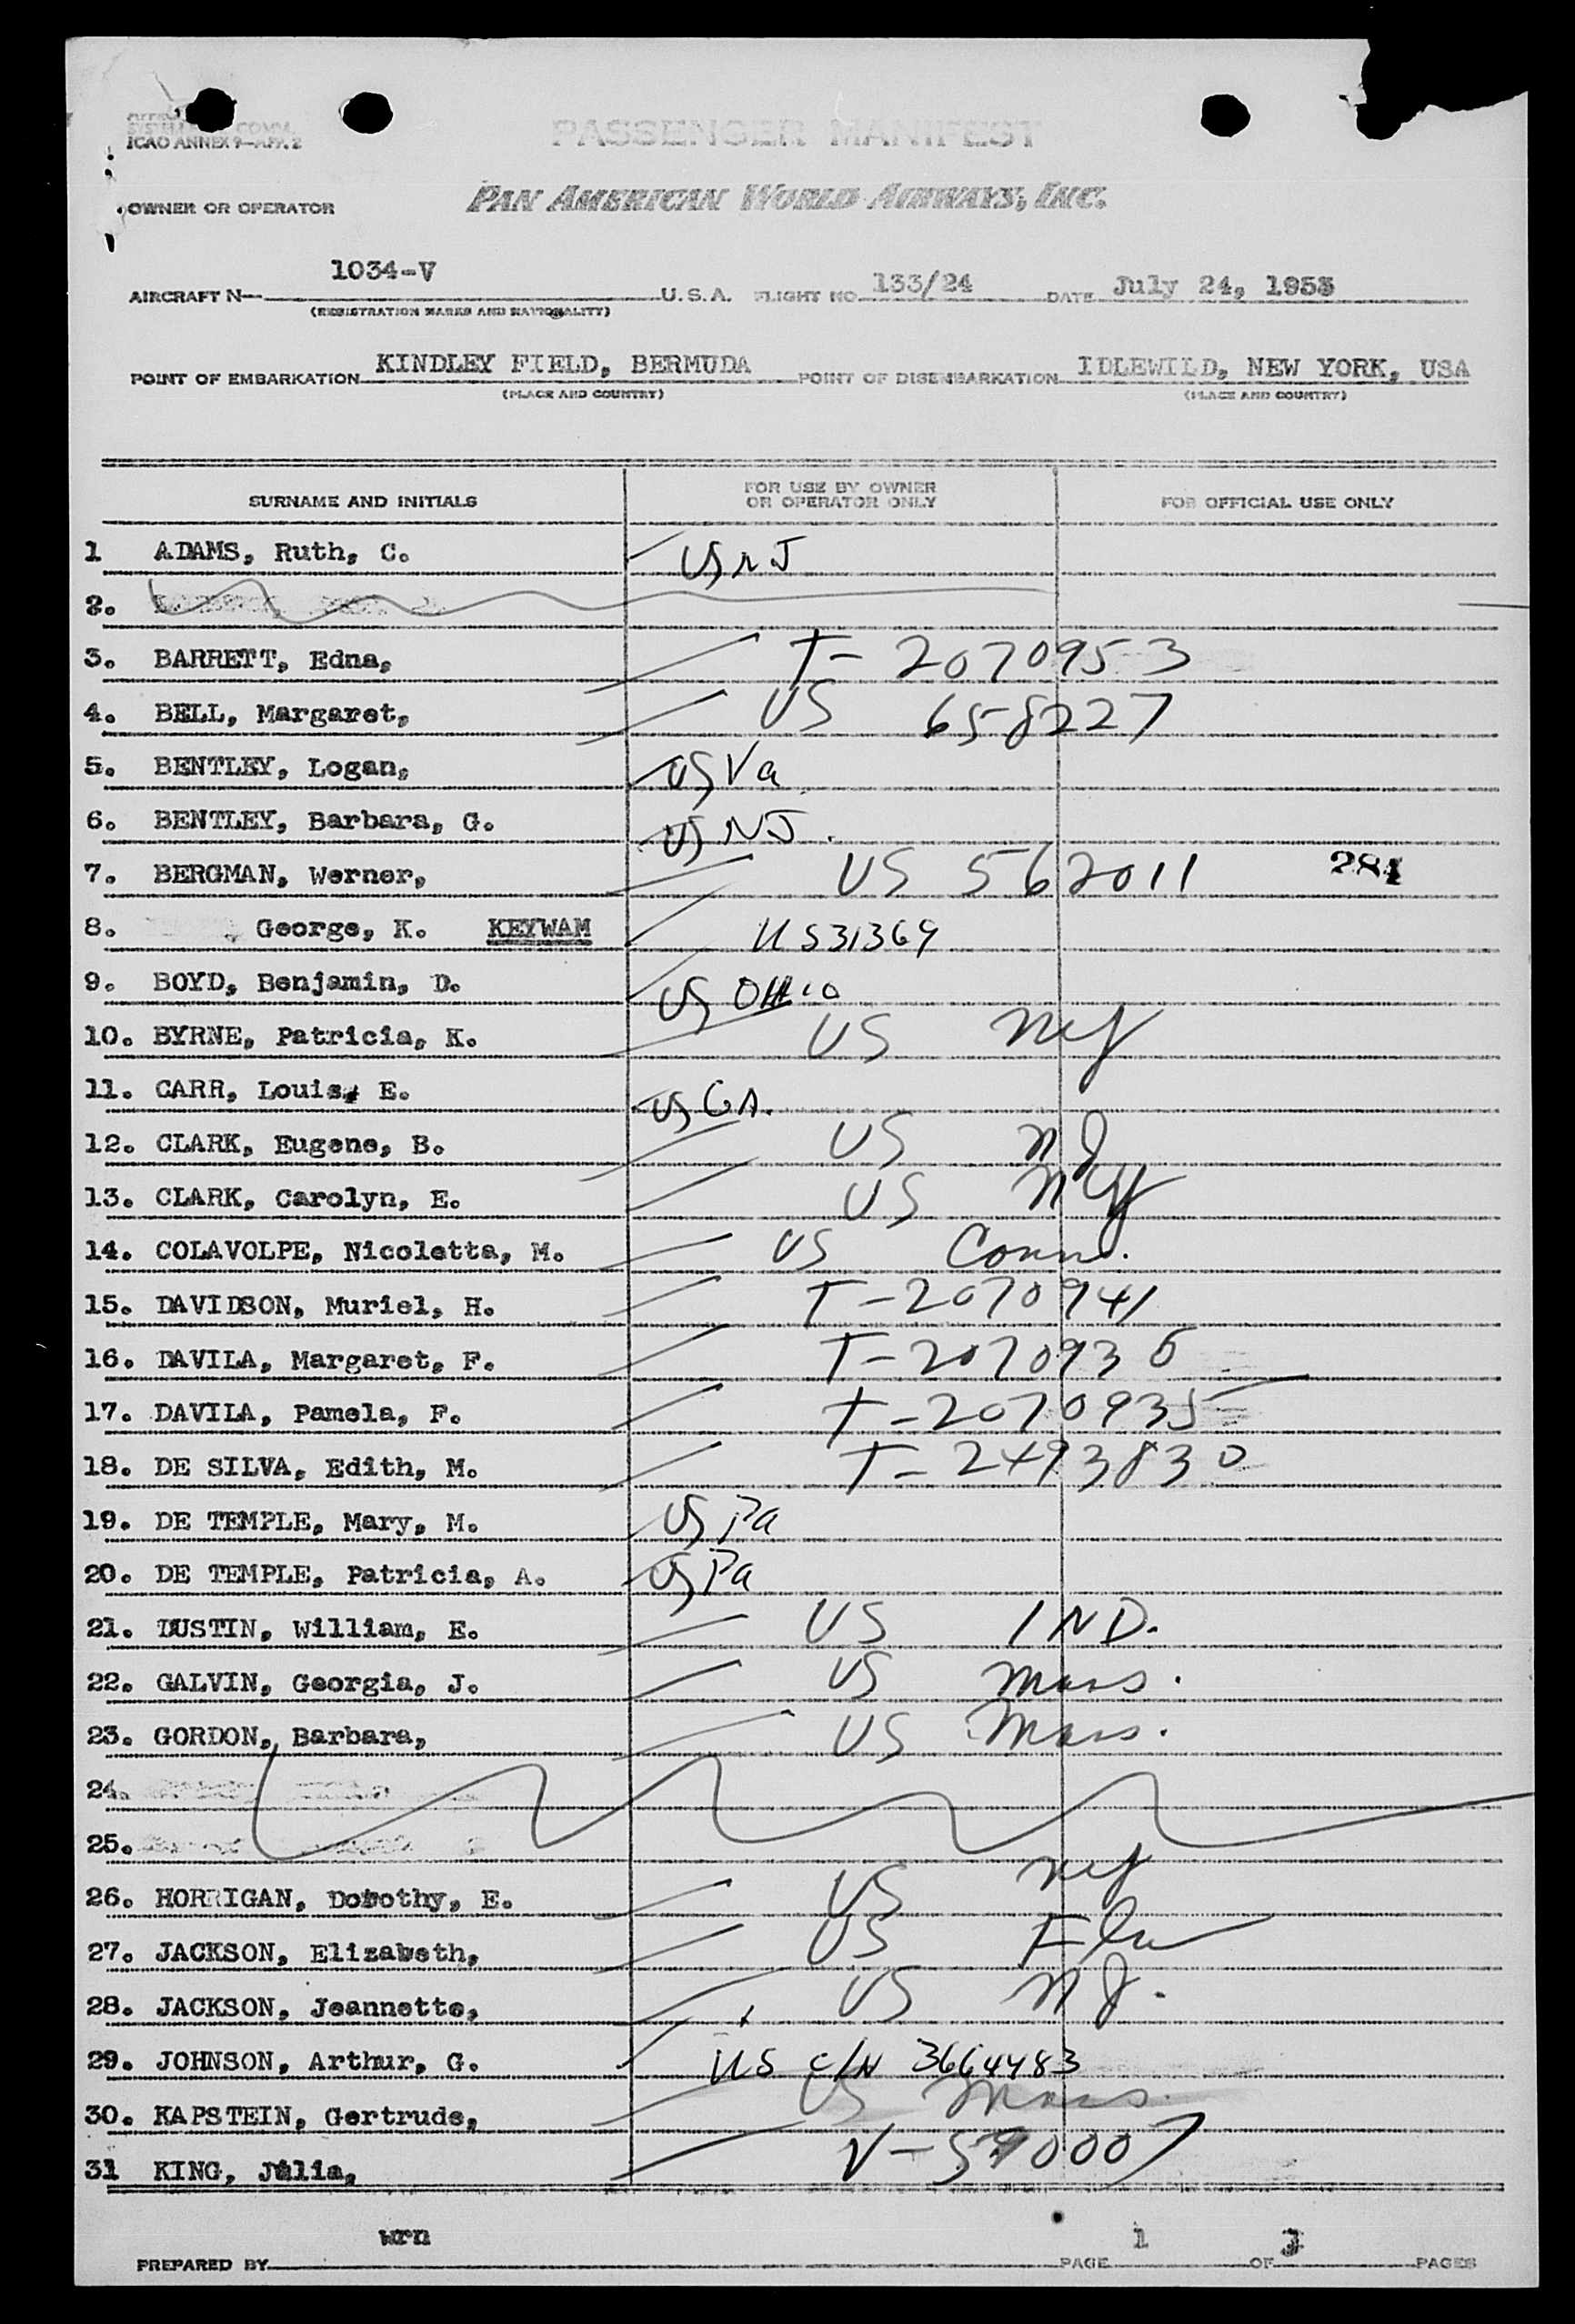 ICAO ANNEX 9—APP. 2
PASSENGER MANIFEST
OWNER OR OPERATOR PAN AMERICAN WORLD AIRWAYS, INC.
AIRCRAFT N— 1034-V U.S.A. FLIGHT NO. 133/24 DATE July 24, 1953
(REGISTRATION MARKS AND NATIONALITY)
POINT OF EMBARKATION KINDLEY FIELD, BERMUDA POINT OF DISEMBARKATION IDLEWILD, NEW YORK, USA
(PLACE AND COUNTRY) (PLACE AND COUNTRY)
SURNAME AND INITIALS FOR USE BY OWNER OR OPERATOR ONLY FOR OFFICIAL USE ONLY
1 ADAMS, Ruth, C. US NJ
2.
3. BARRETT, Edna, T- 2070953
4. BELL, Margaret, US 658227
5. BENTLEY, Logan, US Va
6. BENTLEY, Barbara, G. US NJ.
7. BERGMAN, Werner, US 562011 284
8. George, K. KEYWAM US31369
9. BOYD, Benjamin, D. US OHIO
10. BYRNE, Patricia, K. US NY
11. CARR, Louis, E. US GA.
12. CLARK, Eugene, B. US NJ
13. CLARK, Carolyn, E. US NY
14. COLAVOLPE, Nicoletta, M. US Conn.
15. DAVIDSON, Muriel, H. T-2070941
16. DAVILA, Margaret, F. T-2070936
17. DAVILA, Pamela, F. T-2070935
18. DE SILVA, Edith, M. T-2493830
19. DE TEMPLE, Mary, M. US Pa
20. DE TEMPLE, Patricia, A. US Pa
21. DUSTIN, William, E. US IND.
22. GALVIN, Georgia, J. US Mass.
23. GORDON, Barbara, US Mass.
24.
25.
26. HORRIGAN, Dorothy, E. US NY
27. JACKSON, Elizabeth, US Fla
28. JACKSON, Jeannette, US NJ.
29. JOHNSON, Arthur, G. US C/N 3664483
30. KAPSTEIN, Gertrude, US Mass.
31 KING, Julia, V-590007
PREPARED BY wrn PAGE 1 OF 3 PAGES